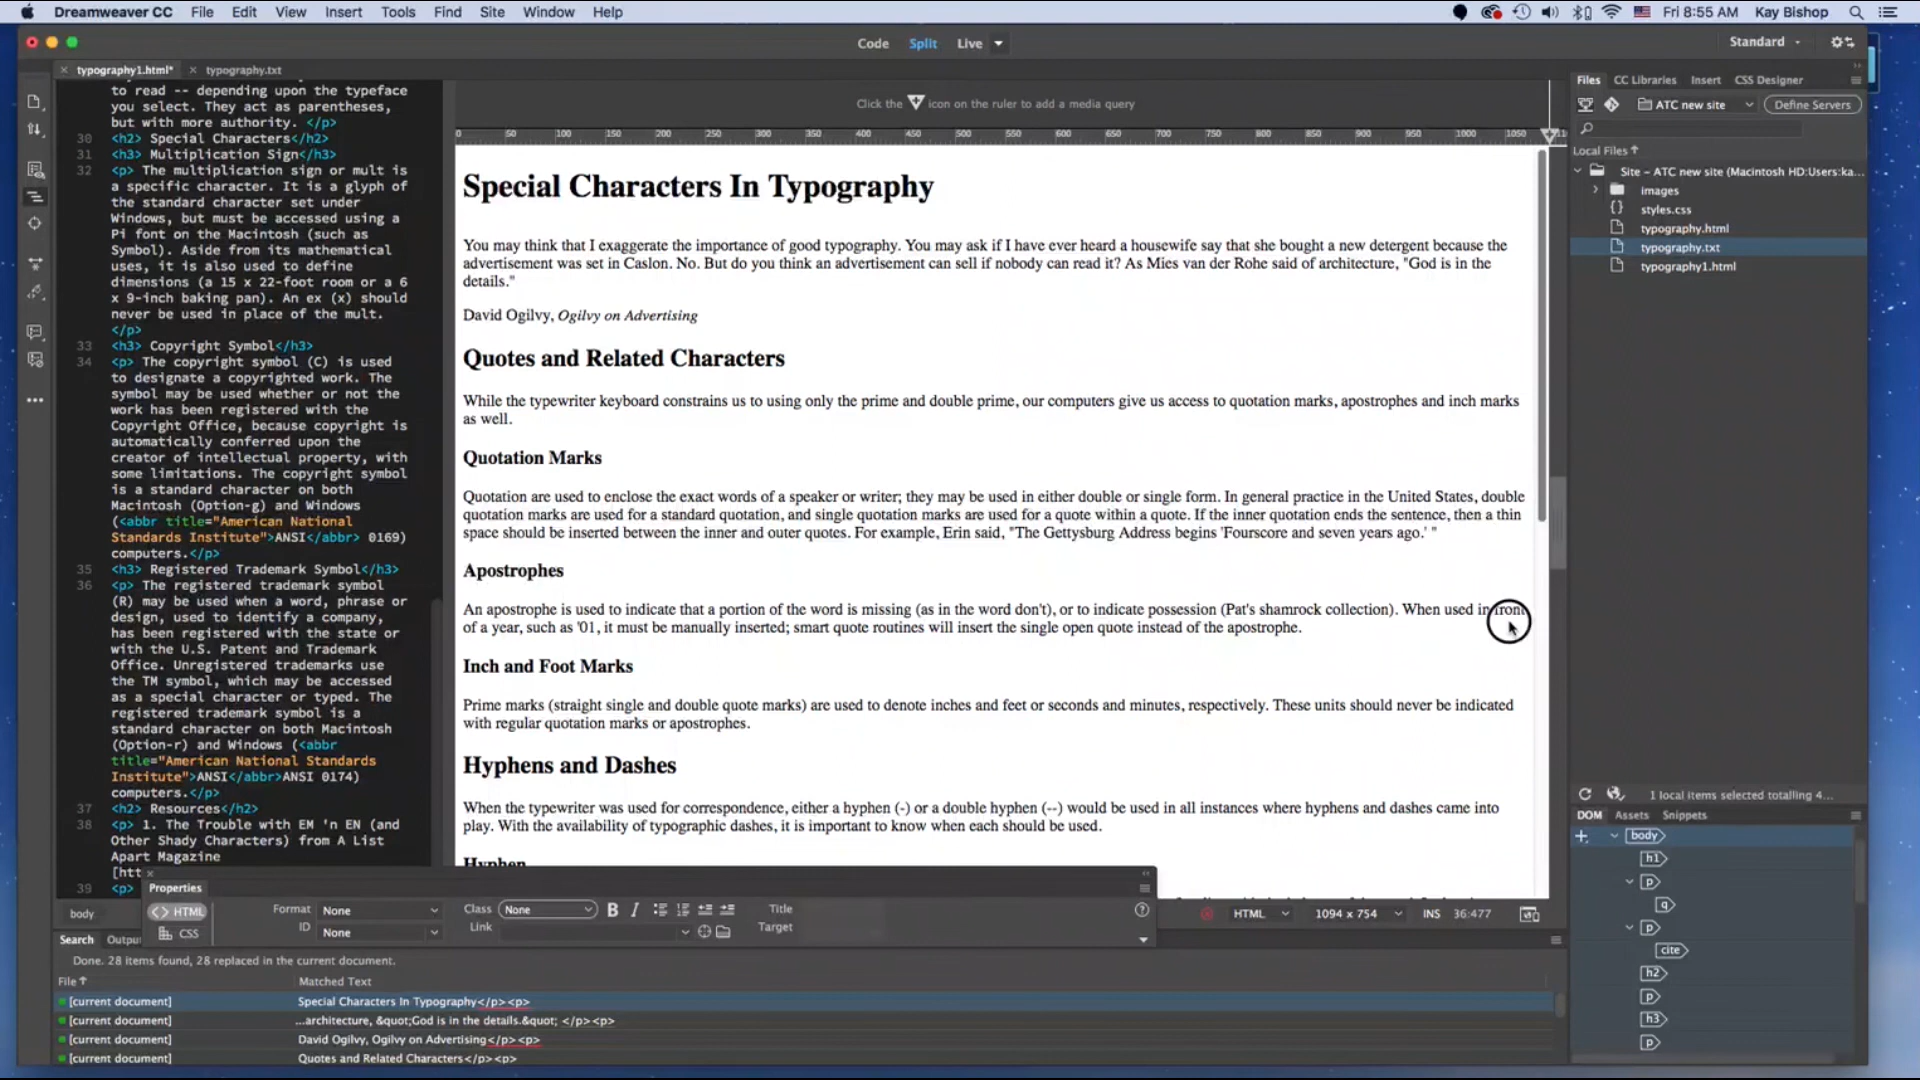 Dreamweaver CC File Edit View Insert Format Tools Find Site Window Help
Fri 8:55 AM Kay Bishop
Code Split Live
Standard
typography1.html* typography.txt
to read -- depending upon the typeface
you select. They act as parentheses,
but with more authority. </p>
30 <h2> Special Characters</h2>
31 <h3> Multiplication Sign</h3>
32 <p> The multiplication sign or mult is
a specific character. It is a glyph of
the standard character set under
Windows, but must be accessed using a
Pi font on the Macintosh (such as
Symbol). Aside from its mathematical
uses, it is also used to define
dimensions (a 15 x 22-foot room or a 6
x 9-inch baking pan). An ex (x) should
never be used in place of the mult.
</p>
33 <h3> Copyright Symbol</h3>
34 <p> The copyright symbol (C) is used
to designate a copyrighted work. The
symbol may be used whether or not the
work has been registered with the
Copyright Office, because copyright is
automatically conferred upon the
creator of intellectual property, with
some limitations. The copyright symbol
is a standard character on both
Macintosh (Option-g) and Windows
(<abbr title="American National
Standards Institute">ANSI</abbr> 0169)
computers.</p>
35 <h3> Registered Trademark Symbol</h3>
36 <p> The registered trademark symbol
(R) may be used when a word, phrase or
design, used to identify a company,
has been registered with the state or
with the U.S. Patent and Trademark
Office. Unregistered trademarks use
the TM symbol, which may be accessed
as a special character or typed. The
registered trademark symbol is a
standard character on both Macintosh
(Option-r) and Windows (<abbr
title="American National Standards
Institute">ANSI</abbr>ANSI 0174)
computers.</p>
37 <h2> Resources</h2>
38 <p> 1. The Trouble with EM 'n EN (and
Other Shady Characters) from A List
Apart Magazine
[htt
39 <p>
body
Click the icon on the ruler to add a media query
0 50 100 150 200 250 300 350 400 450 500 550 600 650 700 750 800 850 900 950 1000 1050
Special Characters In Typography
You may think that I exaggerate the importance of good typography. You may ask if I have ever heard a housewife say that she bought a new detergent because the
advertisement was set in Caslon. No. But do you think an advertisement can sell if nobody can read it? As Mies van der Rohe said of architecture, "God is in the
details."
David Ogilvy, Ogilvy on Advertising
Quotes and Related Characters
While the typewriter keyboard constrains us to using only the prime and double prime, our computers give us access to quotation marks, apostrophes and inch marks
as well.
Quotation Marks
Quotation are used to enclose the exact words of a speaker or writer; they may be used in either double or single form. In general practice in the United States, double
quotation marks are used for a standard quotation, and single quotation marks are used for a quote within a quote. If the inner quotation ends the sentence, then a thin
space should be inserted between the inner and outer quotes. For example, Erin said, "The Gettysburg Address begins 'Fourscore and seven years ago.' "
Apostrophes
An apostrophe is used to indicate that a portion of the word is missing (as in the word don't), or to indicate possession (Pat's shamrock collection). When used in front
of a year, such as '01, it must be manually inserted; smart quote routines will insert the single open quote instead of the apostrophe.
Inch and Foot Marks
Prime marks (straight single and double quote marks) are used to denote inches and feet or seconds and minutes, respectively. These units should never be indicated
with regular quotation marks or apostrophes.
Hyphens and Dashes
When the typewriter was used for correspondence, either a hyphen (-) or a double hyphen (--) would be used in all instances where hyphens and dashes came into
play. With the availability of typographic dashes, it is important to know when each should be used.
Hyphen
Properties
<> HTML
CSS
Format None
ID None
Class None
Link
B I
Title
Target
HTML 1094 x 754 INS 36:477
Search Output
Done. 28 items found, 28 replaced in the current document.
File Matched Text
[current document] Special Characters In Typography</p><p>
[current document] ...architecture, &quot;God is in the details.&quot; </p><p>
[current document] David Ogilvy, Ogilvy on Advertising</p><p>
[current document] Quotes and Related Characters</p><p>
Files CC Libraries Insert CSS Designer
ATC new site Define Servers
Local Files
Site - ATC new site (Macintosh HD:Users:ka...
images
styles.css
typography.html
typography.txt
typography1.html
1 local items selected totalling 4...
DOM Assets Snippets
body
h1
p
q
p
cite
h2
p
h3
p